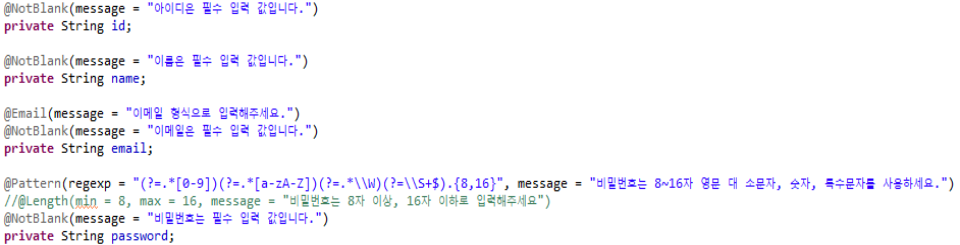 @NotBlank(message = "아이디은 필수 입력 값입니다.")
private String id;
@NotBlank(message = "이름은 필수 입력 값입니다.")
private String name;
@Email(message = "이메일 형식으로 입력해주세요.")
@NotBlank(message = "이메일은 필수 입력 값입니다.")
private String email;
@Pattern(regexp = "(?=.*[0-9])(?=.*[a-zA-Z])(?=.*\\W)(?=\\S+$).{8,16}", message = "비밀번호는 8~16자 영문 대 소문자, 숫자, 특수문자를 사용하세요.")
//@Length(min = 8, max = 16, message = "비밀번호는 8자 이상, 16자 이하로 입력해주세요")
@NotBlank(message = "비밀번호는 필수 입력 값입니다.")
private String password;